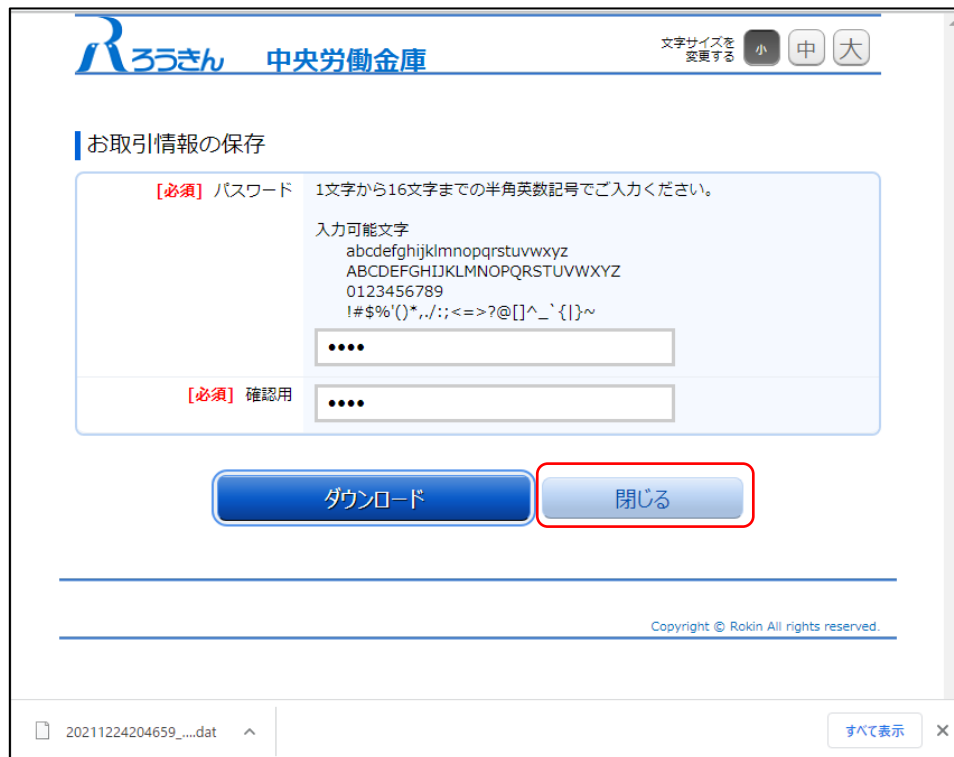 ろうきん 中央労働金庫
文字サイズを
変更する
小 中 大
お取引情報の保存
[必須] パスワード 1文字から16文字までの半角英数記号でご入力ください。
入力可能文字
abcdefghijklmnopqrstuvwxyz
ABCDEFGHIJKLMNOPQRSTUVWXYZ
0123456789
!#$%'()*,./:;<=>?@[]^_`{|}~
••••
[必須] 確認用
••••
ダウンロード 閉じる
Copyright © Rokin All rights reserved.
20211224204659_....dat すべて表示